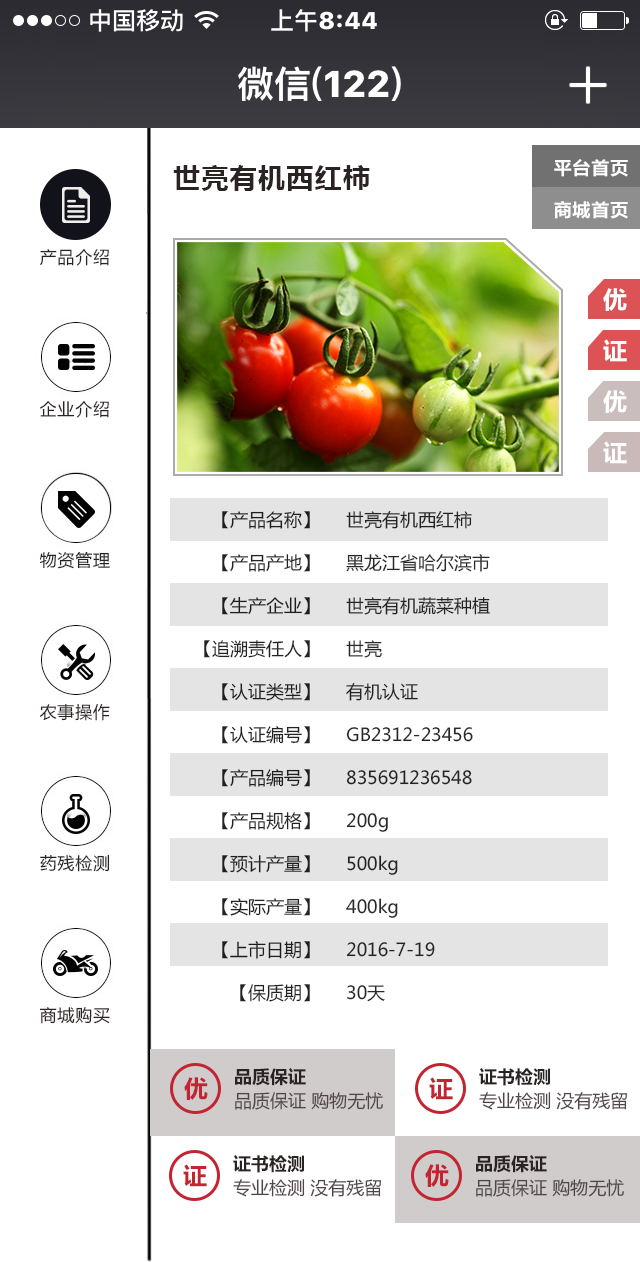 中国移动 上午8:44
微信(122)
世亮有机西红柿
平台首页
商城首页
产品介绍
企业介绍
物资管理
农事操作
药残检测
商城购买
优
证
优
证
【产品名称】 世亮有机西红柿
【产品产地】 黑龙江省哈尔滨市
【生产企业】 世亮有机蔬菜种植
【追溯责任人】 世亮
【认证类型】 有机认证
【认证编号】 GB2312-23456
【产品编号】 835691236548
【产品规格】 200g
【预计产量】 500kg
【实际产量】 400kg
【上市日期】 2016-7-19
【保质期】 30天
优 品质保证
品质保证 购物无忧
证 证书检测
专业检测 没有残留
证 证书检测
专业检测 没有残留
优 品质保证
品质保证 购物无忧